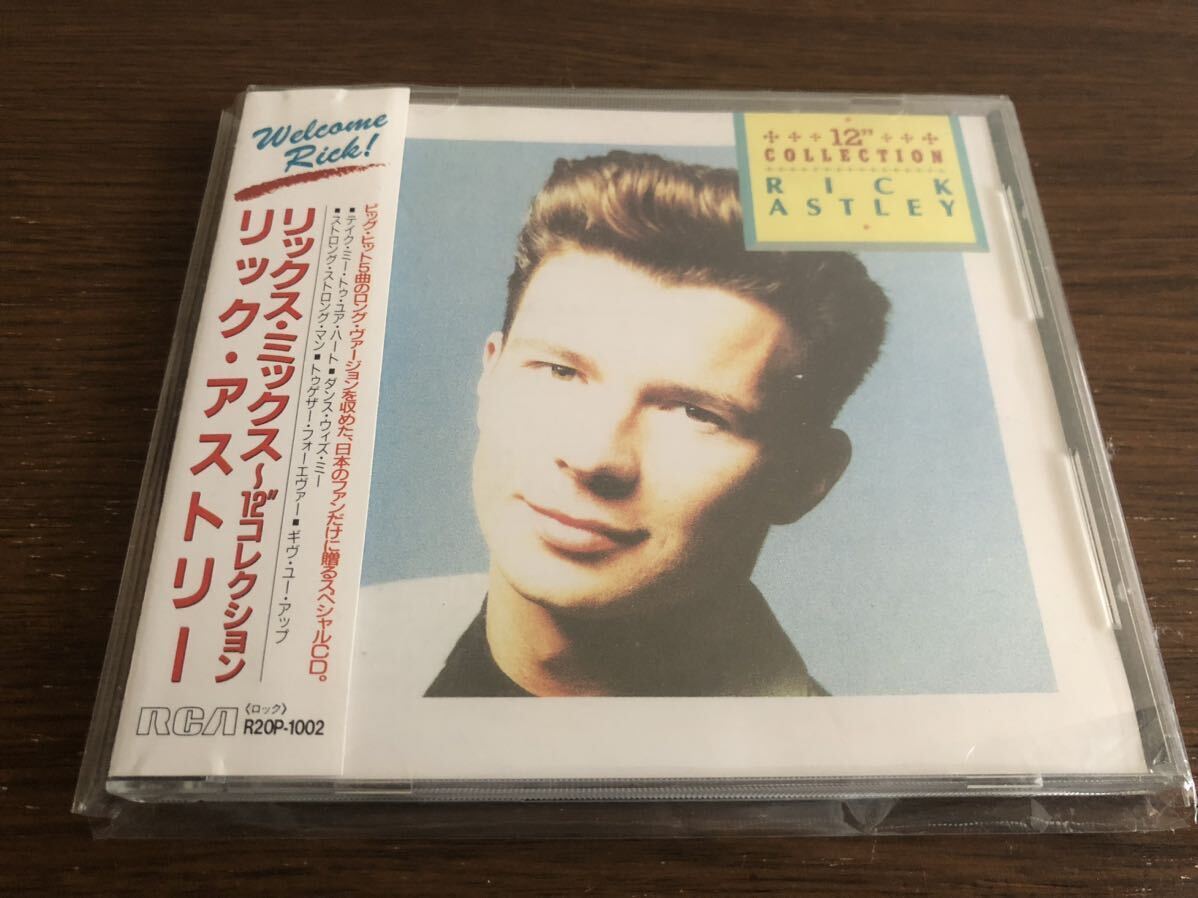 Welcome
Rick!
リックス・ミックス～12"コレクション
リック・アストリー
ビッグ・ヒット5曲のロング・ヴァージョンを収めた、日本のファンだけに贈るスペシャルCD。
■テイク・ミー・トゥ・ユア・ハート■ダンス・ウィズ・ミー
■ストロング・ストロング・マン■トゥゲザー・フォーエヴァー■ギヴ・ユー・アップ
RCA
〈ロック〉
R20P-1002
12"
COLLECTION
RICK
ASTLEY